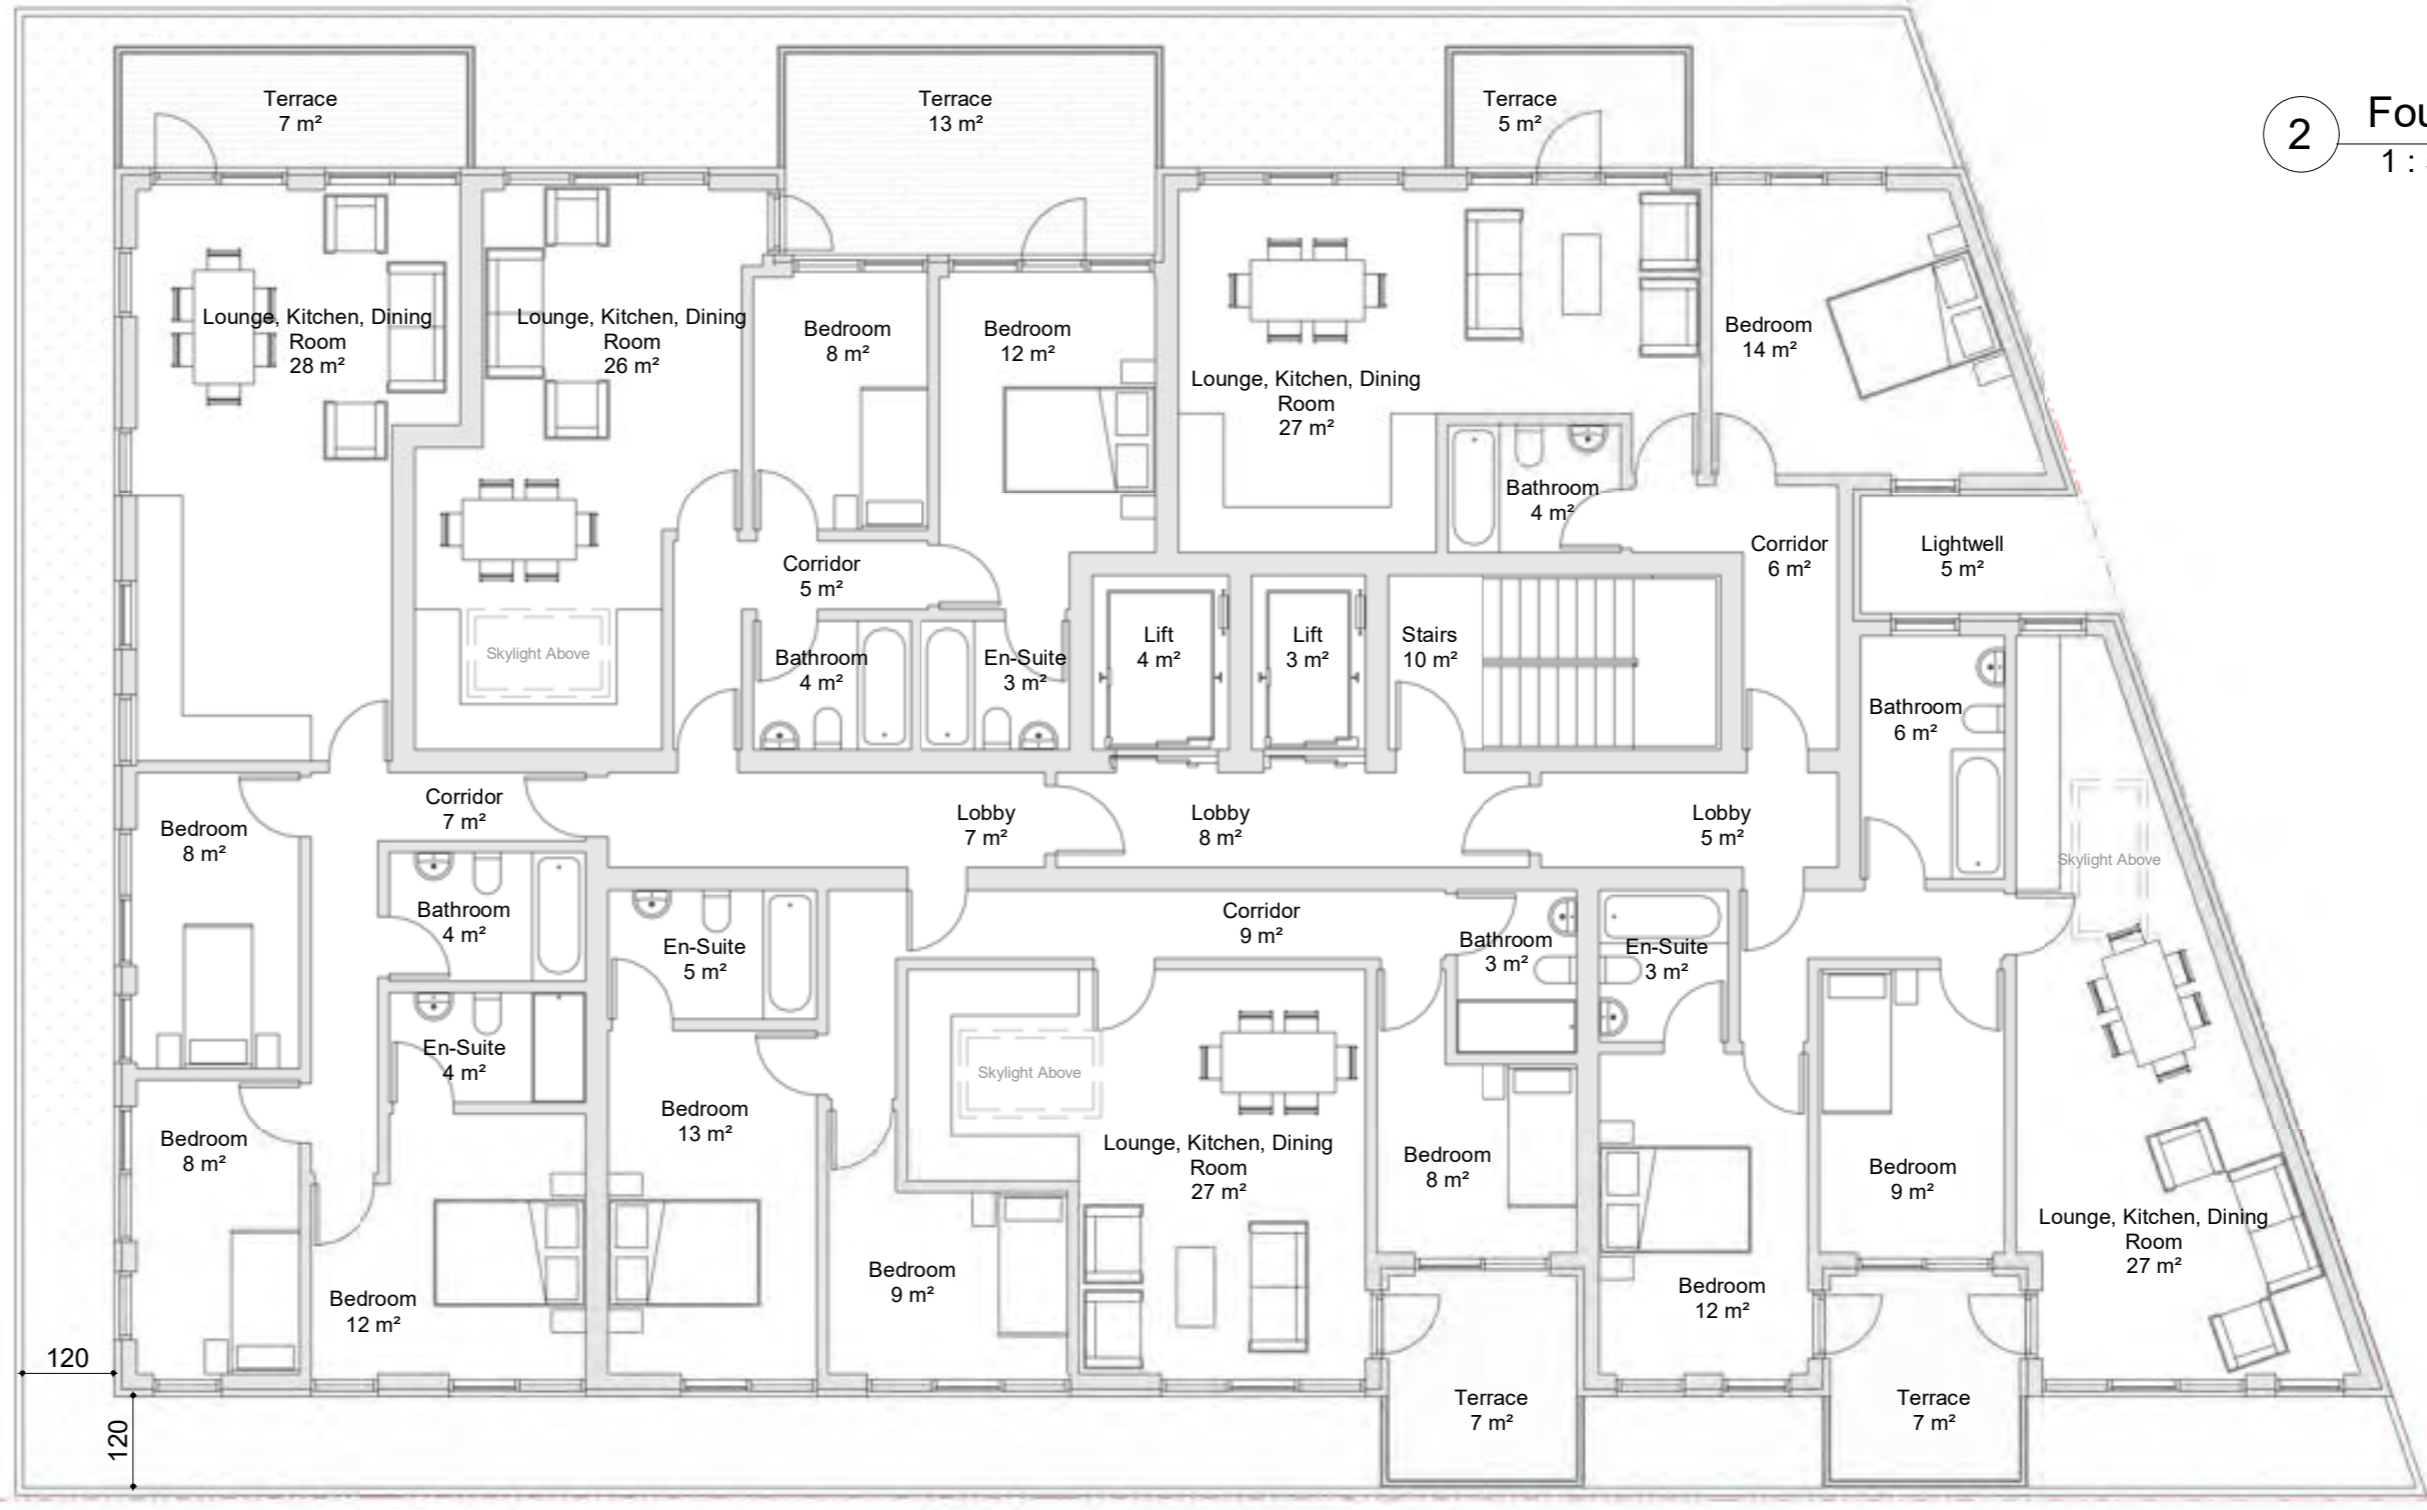 Terrace
7 m²
Terrace
13 m²
Terrace
5 m²
2
Fou
1 :
Lounge, Kitchen, Dining
Room
28 m²
Lounge, Kitchen, Dining
Room
26 m²
Bedroom
8 m²
Bedroom
12 m²
Lounge, Kitchen, Dining
Room
27 m²
Bedroom
14 m²
Bathroom
4 m²
Corridor
5 m²
Corridor
6 m²
Lightwell
5 m²
Skylight Above
Bathroom
4 m²
En-Suite
3 m²
Lift
4 m²
Lift
3 m²
Stairs
10 m²
Bathroom
6 m²
Bedroom
8 m²
Corridor
7 m²
Lobby
7 m²
Lobby
8 m²
Lobby
5 m²
Skylight Above
Bathroom
4 m²
En-Suite
5 m²
Corridor
9 m²
Bathroom
3 m²
En-Suite
3 m²
En-Suite
4 m²
Skylight Above
Bedroom
8 m²
Bedroom
13 m²
Lounge, Kitchen, Dining
Room
27 m²
Bedroom
8 m²
Bedroom
9 m²
Lounge, Kitchen, Dining
Room
27 m²
Bedroom
12 m²
Bedroom
9 m²
Bedroom
12 m²
120
120
Terrace
7 m²
Terrace
7 m²